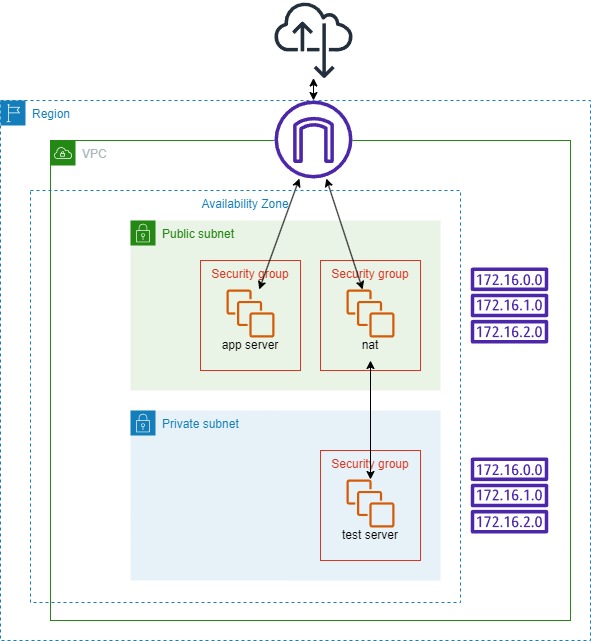 Region
VPC
Availability Zone
Public subnet
Security group
Security group
app server
nat
172.16.0.0
172.16.1.0
172.16.2.0
Private subnet
Security group
test server
172.16.0.0
172.16.1.0
172.16.2.0